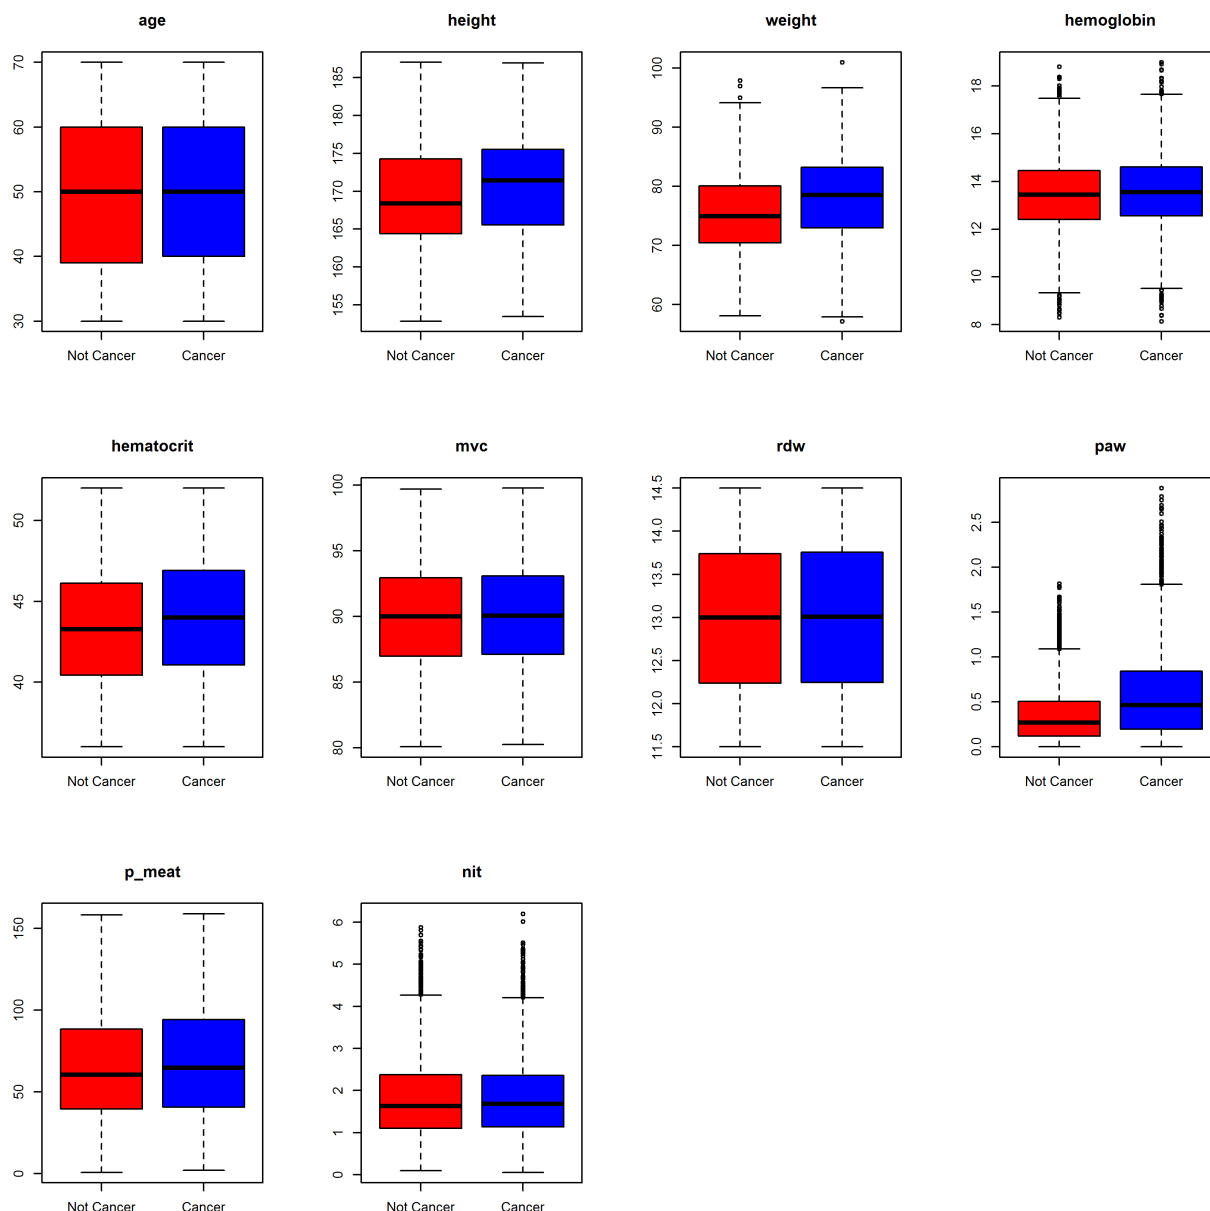 age height weight hemoglobin
70 60 50 40 30
185 180 175 170 165 160 155
100 90 80 70 60
18 16 14 12 10 8
Not Cancer Cancer Not Cancer Cancer Not Cancer Cancer Not Cancer Cancer
hematocrit mvc rdw paw
50 45 40
100 95 90 85 80
14.5 14.0 13.5 13.0 12.5 12.0 11.5
2.5 2.0 1.5 1.0 0.5 0.0
Not Cancer Cancer Not Cancer Cancer Not Cancer Cancer Not Cancer Cancer
p_meat nit
150 100 50 0
6 5 4 3 2 1 0
Not Cancer Cancer Not Cancer Cancer